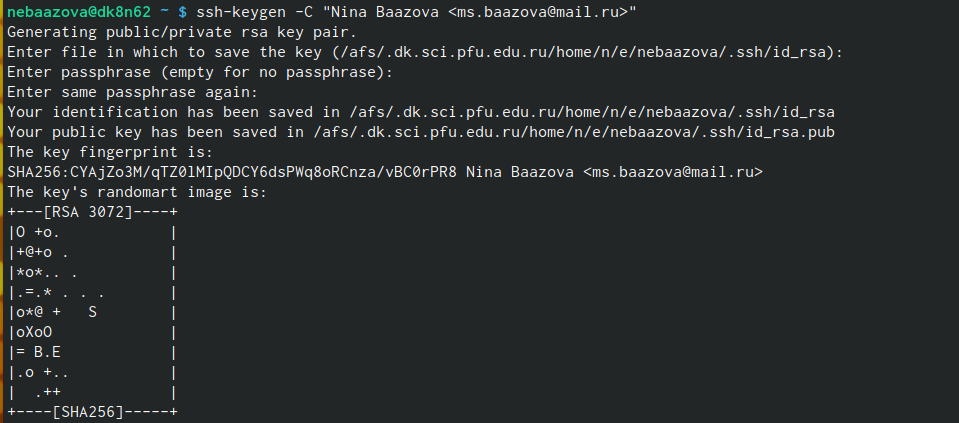 nebaazova@dk8n62 ~ $ ssh-keygen -C "Nina Baazova <ms.baazova@mail.ru>"
Generating public/private rsa key pair.
Enter file in which to save the key (/afs/.dk.sci.pfu.edu.ru/home/n/e/nebaazova/.ssh/id_rsa):
Enter passphrase (empty for no passphrase):
Enter same passphrase again:
Your identification has been saved in /afs/.dk.sci.pfu.edu.ru/home/n/e/nebaazova/.ssh/id_rsa
Your public key has been saved in /afs/.dk.sci.pfu.edu.ru/home/n/e/nebaazova/.ssh/id_rsa.pub
The key fingerprint is:
SHA256:CYAjZo3M/qTZ0lMIpQDCY6dsPWq8oRCnza/vBC0rPR8 Nina Baazova <ms.baazova@mail.ru>
The key's randomart image is:
+---[RSA 3072]----+
|O +o.            |
|+@+o .           |
|*o*.. .          |
|.=.* . . .       |
|o*@ +   S        |
|oXoO             |
|= B.E            |
|.o +..           |
|  .++            |
+----[SHA256]-----+